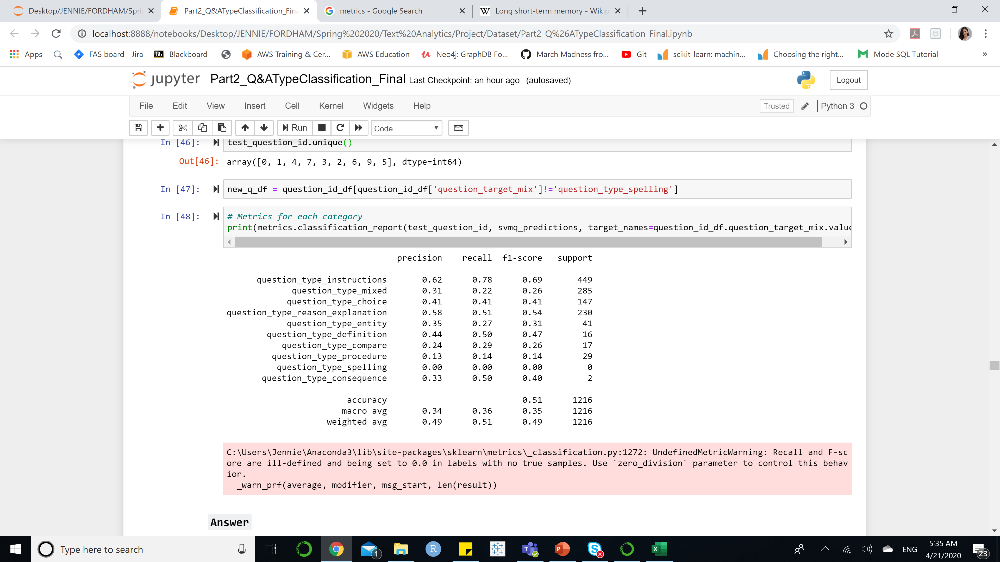 Desktop/JENNIE/FORDHAM/Spri
Part2_Q&ATypeClassification_Fina
metrics - Google Search
W Long short-term memory - Wikip
localhost:8888/notebooks/Desktop/JENNIE/FORDHAM/Spring%202020/Text%20Analytics/Project/Dataset/Part2_Q%26ATypeClassification_Final.ipynb
Apps
FAS board - Jira
Bb Blackboard
AWS Training & Cer...
AWS Education
Neo4j: GraphDB Fo...
March Madness fro...
Git
scikit-learn: machin...
Choosing the right...
Mode SQL Tutorial
»
jupyter Part2_Q&ATypeClassification_Final Last Checkpoint: an hour ago (autosaved)
Logout
File Edit View Insert Cell Kernel Widgets Help
Trusted Python 3
Run Code
In [46]: test_question_id.unique()
Out[46]: array([0, 1, 4, 7, 3, 2, 6, 9, 5], dtype=int64)
In [47]: new_q_df = question_id_df[question_id_df['question_target_mix']!='question_type_spelling']
In [48]: # Metrics for each category
print(metrics.classification_report(test_question_id, svmq_predictions, target_names=question_id_df.question_target_mix.value
precision recall f1-score support
question_type_instructions 0.62 0.78 0.69 449
question_type_mixed 0.31 0.22 0.26 285
question_type_choice 0.41 0.41 0.41 147
question_type_reason_explanation 0.58 0.51 0.54 230
question_type_entity 0.35 0.27 0.31 41
question_type_definition 0.44 0.50 0.47 16
question_type_compare 0.24 0.29 0.26 17
question_type_procedure 0.13 0.14 0.14 29
question_type_spelling 0.00 0.00 0.00 0
question_type_consequence 0.33 0.50 0.40 2
accuracy 0.51 1216
macro avg 0.34 0.36 0.35 1216
weighted avg 0.49 0.51 0.49 1216
C:\Users\Jennie\Anaconda3\lib\site-packages\sklearn\metrics\_classification.py:1272: UndefinedMetricWarning: Recall and F-sc
ore are ill-defined and being set to 0.0 in labels with no true samples. Use `zero_division` parameter to control this behav
ior.
_warn_prf(average, modifier, msg_start, len(result))
Answer
Type here to search
1
R
T
P
S
X
ENG
5:35 AM
4/21/2020
23